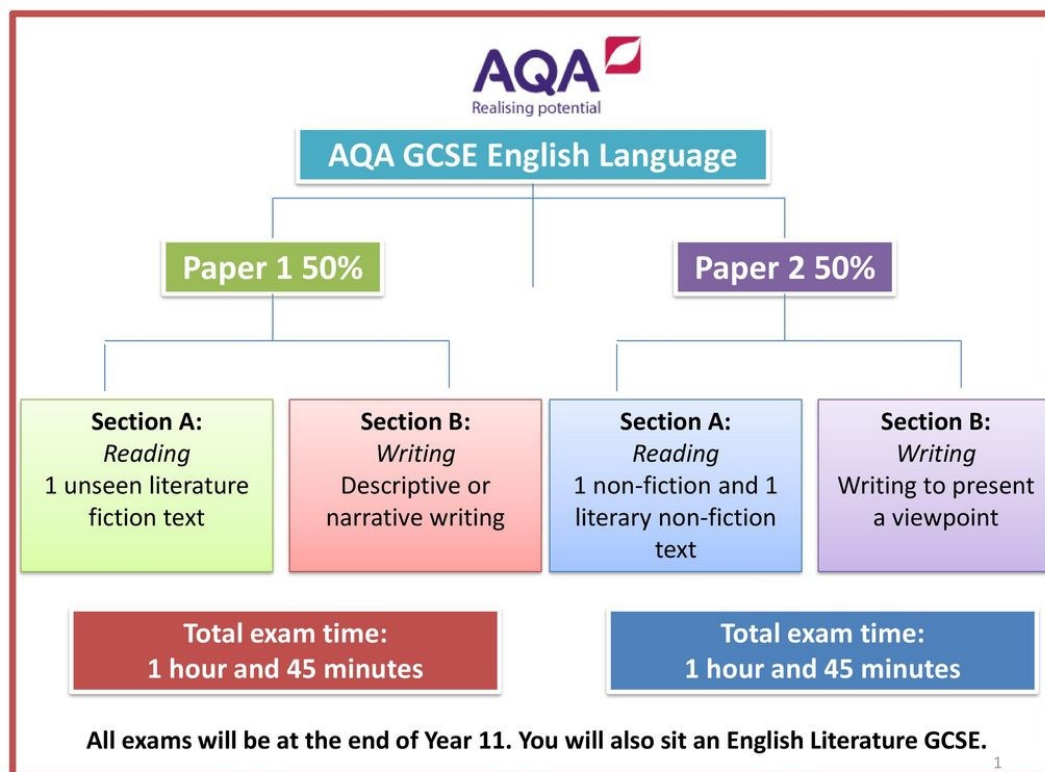 AQA
Realising potential
AQA GCSE English Language
Paper 1 50%
Paper 2 50%
Section A:
Reading
1 unseen literature
fiction text
Section B:
Writing
Descriptive or
narrative writing
Section A:
Reading
1 non-fiction and 1
literary non-fiction
text
Section B:
Writing
Writing to present
a viewpoint
Total exam time:
1 hour and 45 minutes
Total exam time:
1 hour and 45 minutes
All exams will be at the end of Year 11. You will also sit an English Literature GCSE.
1